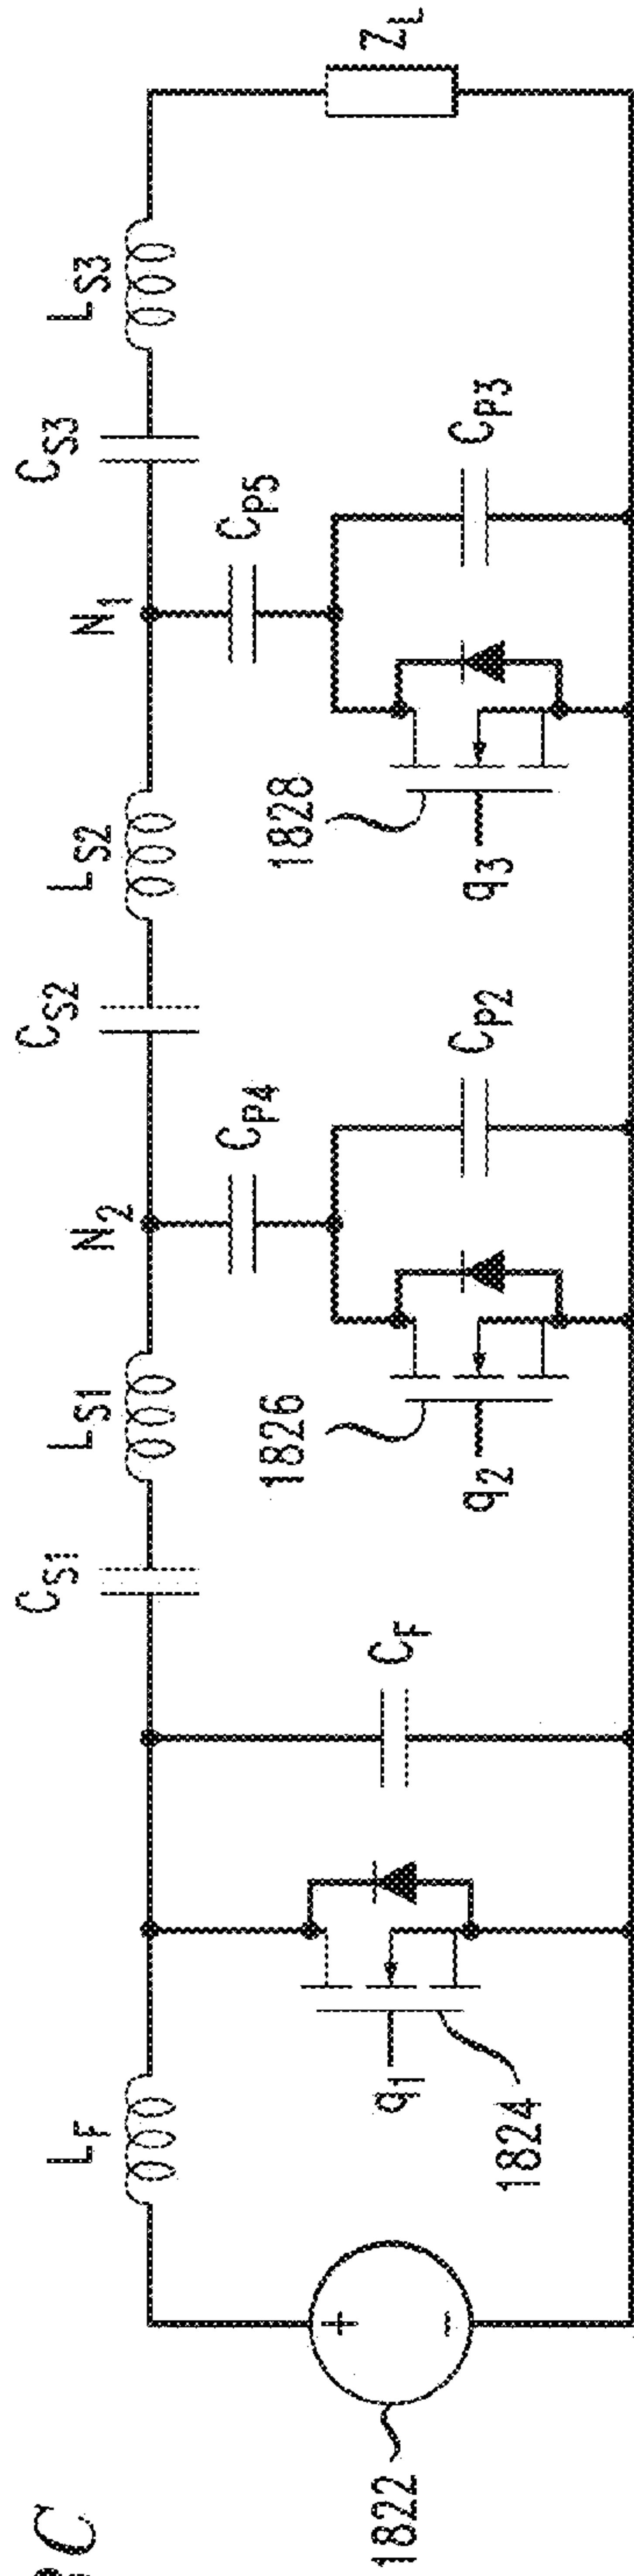 C
1822
L_F
q_1
1824
C_F
C_S1
L_S1
N_2
C_P4
1826
q_2
C_P2
C_S2
L_S2
N_1
C_P5
1828
q_3
C_P3
C_S3
L_S3
Z_L
+
-